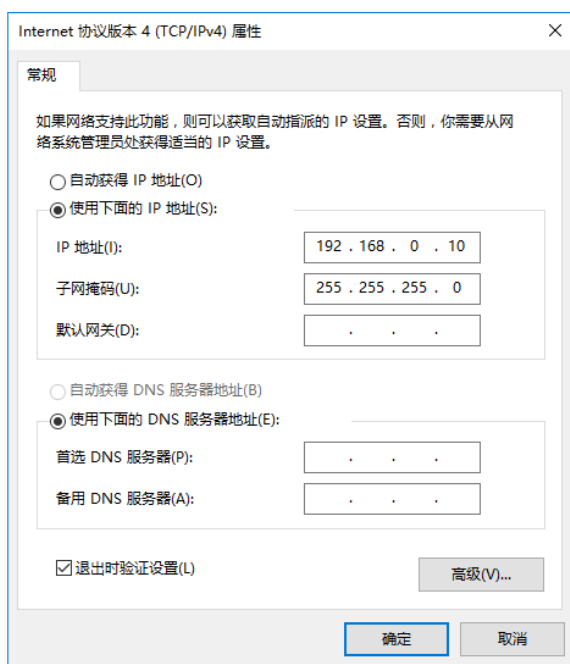 Internet 协议版本 4 (TCP/IPv4) 属性
常规
如果网络支持此功能，则可以获取自动指派的 IP 设置。否则，你需要从网
络系统管理员处获得适当的 IP 设置。
自动获得 IP 地址(O)
使用下面的 IP 地址(S):
IP 地址(I): 192 . 168 . 0 . 10
子网掩码(U): 255 . 255 . 255 . 0
默认网关(D): . . .
自动获得 DNS 服务器地址(B)
使用下面的 DNS 服务器地址(E):
首选 DNS 服务器(P): . . .
备用 DNS 服务器(A): . . .
退出时验证设置(L)
高级(V)...
确定 取消